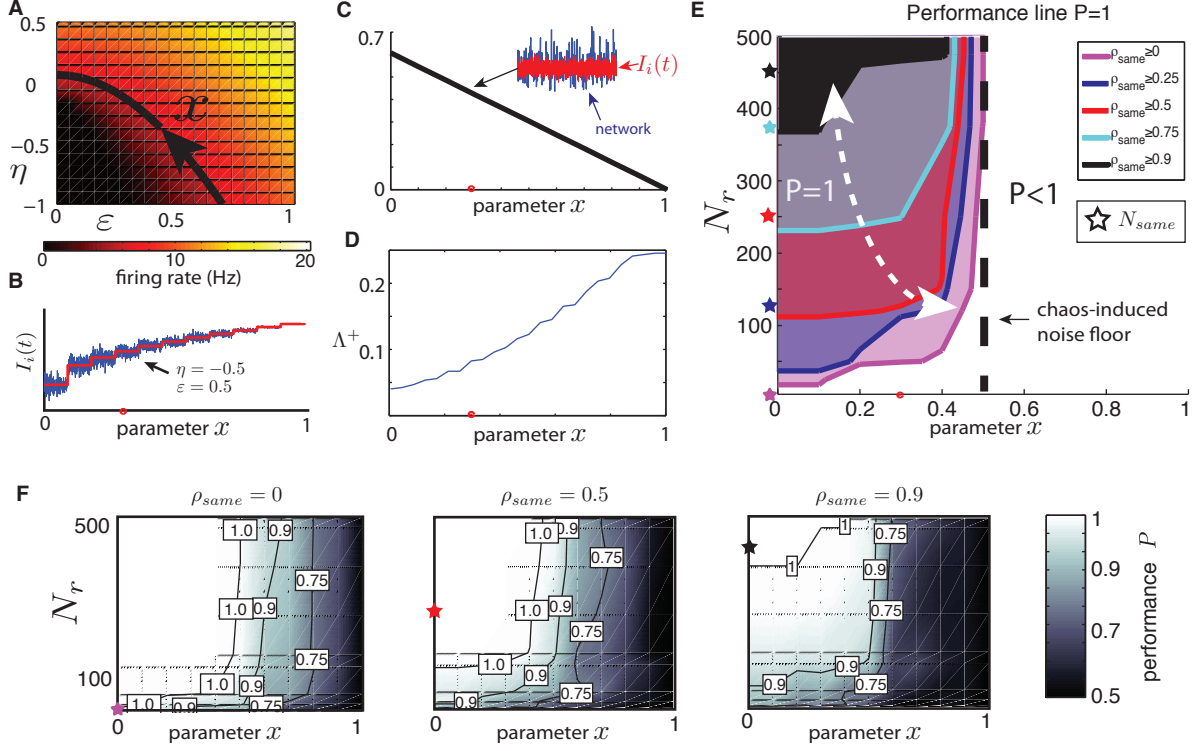 A
0.5
0
−0.5
−1
η
x
0
ε
0.5
1
0
10
20
firing rate (Hz)
B
I_i(t)
η = −0.5
ε = 0.5
0
parameter x
1
C
0.7
0
I_i(t)
network
0
parameter x
1
D
0.2
0.1
Λ⁺
0
parameter x
1
E
Performance line P=1
500
400
300
200
100
0
N_r
P=1
P<1
0.2
0.4
0.6
0.8
1
parameter x
chaos-induced
noise floor
ρ_same≥0
ρ_same≥0.25
ρ_same≥0.5
ρ_same≥0.75
ρ_same≥0.9
N_same
F
ρ_same = 0
500
100
N_r
1.0
0.9
0.75
1.0
0.9
0.75
1.0
0.9
1.0
0.9
0.75
0
parameter x
1
ρ_same = 0.5
1.0
0.9
0.75
1.0
0.9
0.75
1.0
0.9
0.9
0.75
0
parameter x
1
ρ_same = 0.9
1
0.75
1
0.9
0.75
0.9
0.9
0.75
0
parameter x
1
1
0.9
0.8
0.7
0.5
performance P